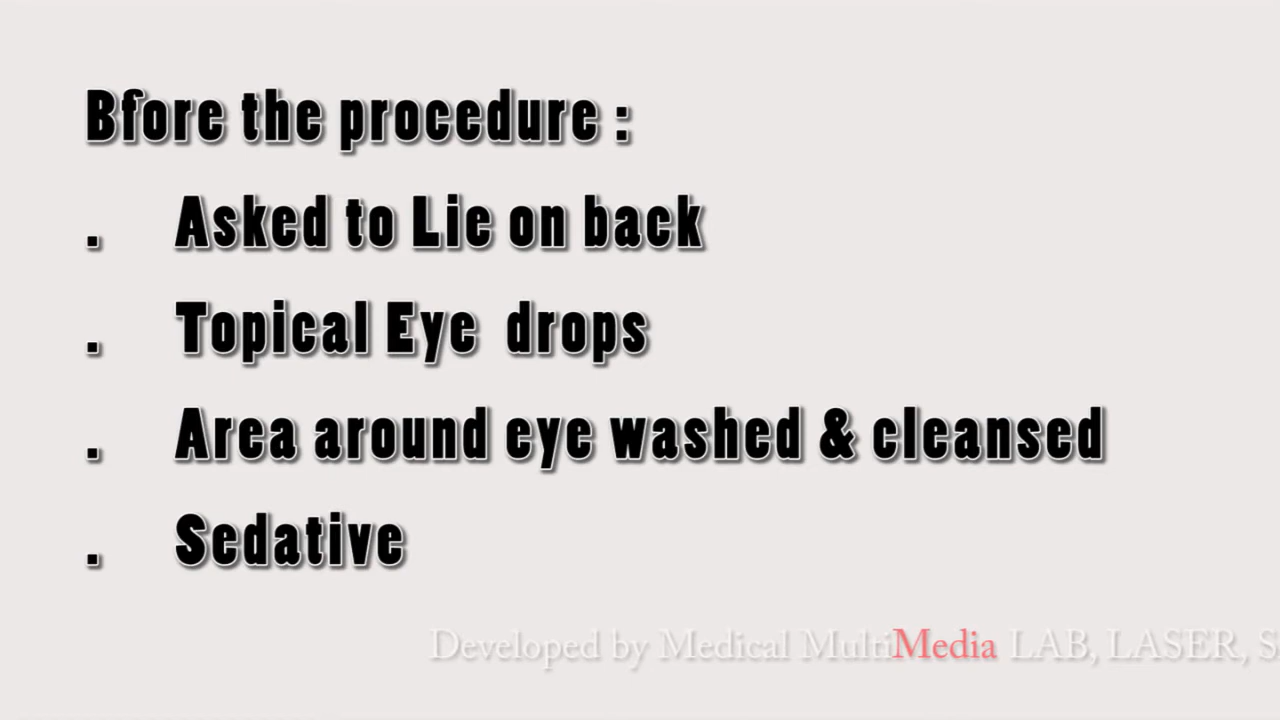 Bfore the procedure :
. Asked to Lie on back
. Topical Eye drops
. Area around eye washed & cleansed
. Sedative
Developed by Medical MultiMedia LAB, LASER, S